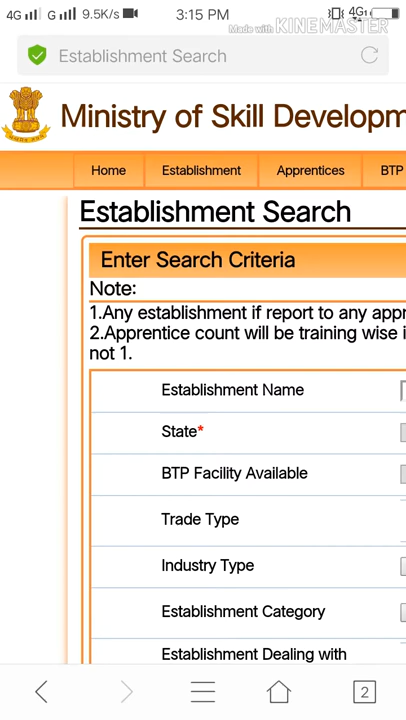 4G G 9.5K/s 3:15 PM 4G
Made with KINEMASTER
Establishment Search
Ministry of Skill Developm
Home Establishment Apprentices BTP
Establishment Search
Enter Search Criteria
Note:
1.Any establishment if report to any appr
2.Apprentice count will be training wise i
not 1.
Establishment Name
State*
BTP Facility Available
Trade Type
Industry Type
Establishment Category
Establishment Dealing with
2